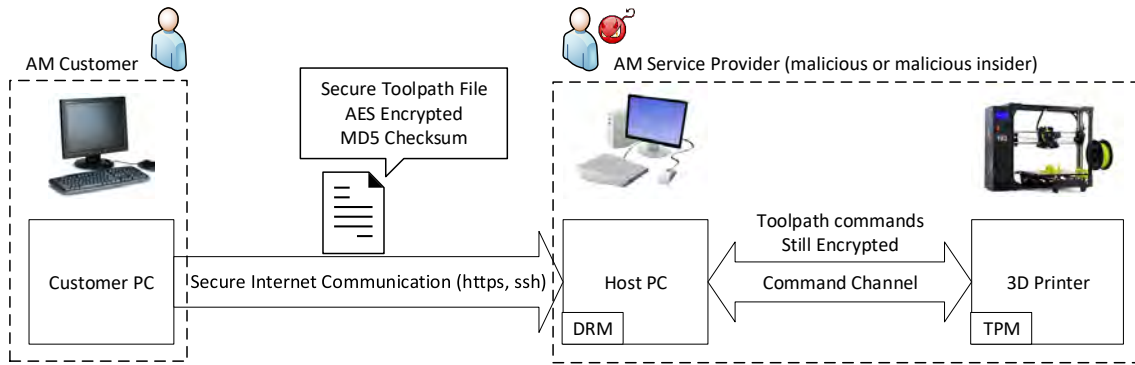 AM Customer
AM Service Provider (malicious or malicious insider)
Secure Toolpath File
AES Encrypted
MD5 Checksum
Toolpath commands
Still Encrypted
Customer PC
Secure Internet Communication (https, ssh)
Host PC
Command Channel
3D Printer
DRM
TPM